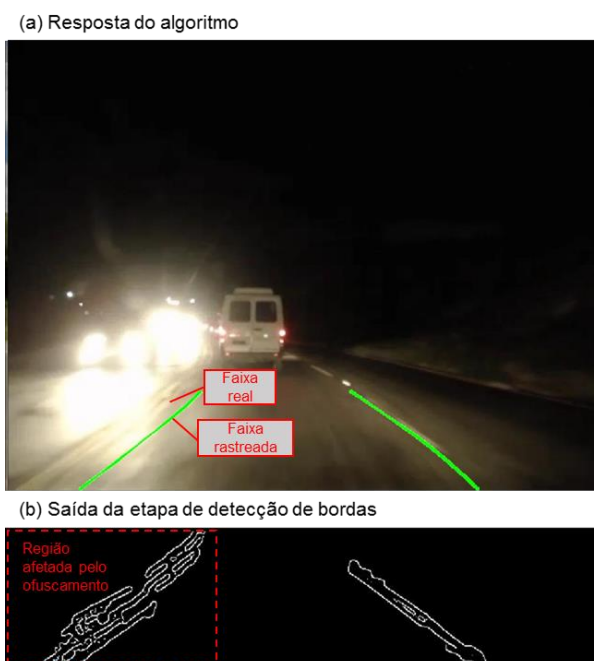 (a) Resposta do algoritmo
Faixa
real
Faixa
rastreada
(b) Saída da etapa de detecção de bordas
Região
afetada pelo
ofuscamento